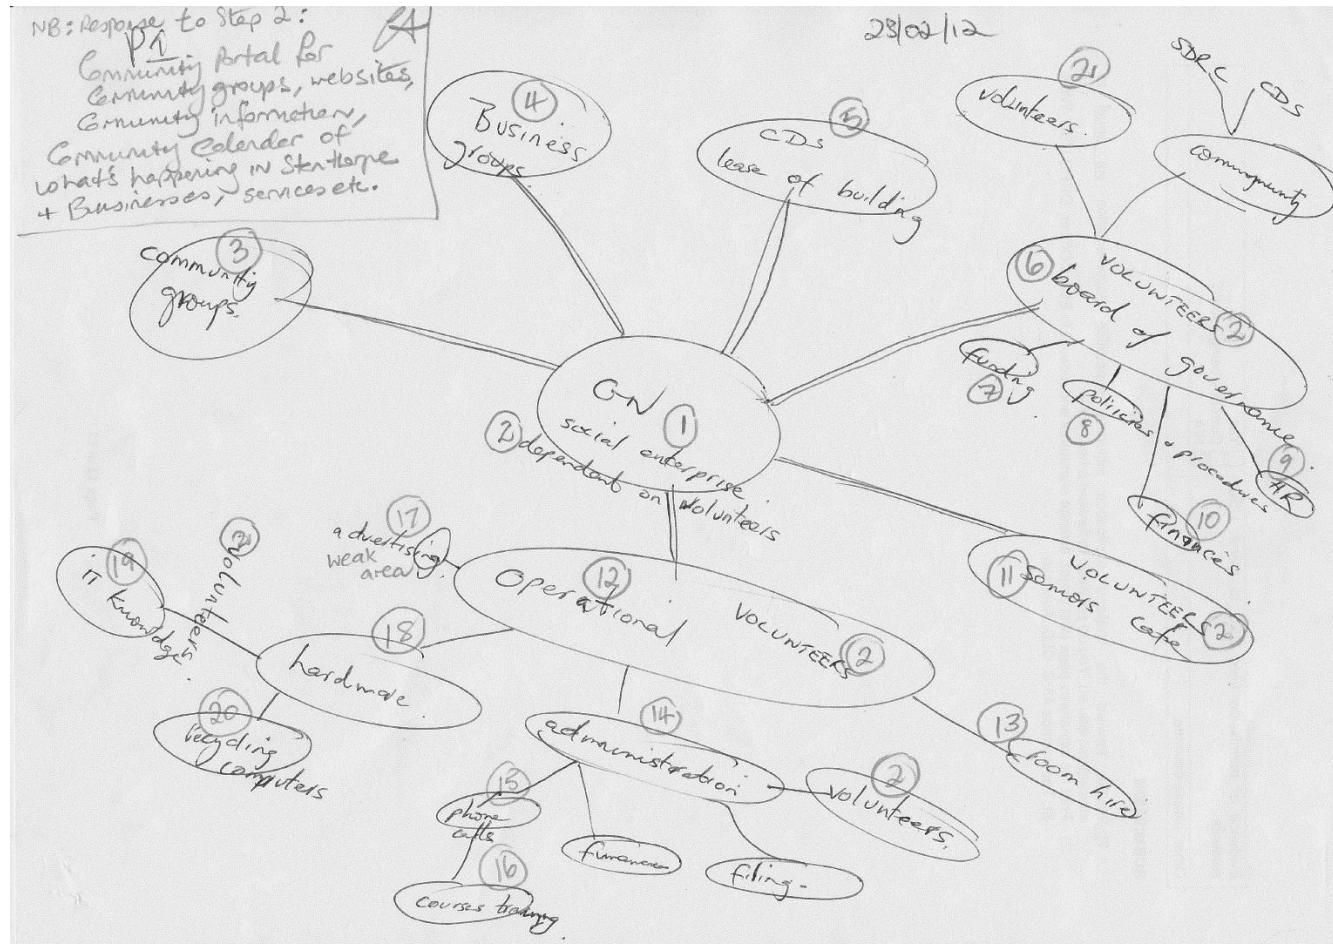 NB: Response to Step 2:
P1
Community Portal for
Community groups, websites,
Community information,
Community Calender of
what's happening in Stanthorpe
+ Businesses, services etc.
23/02/12
4
Business
groups.
5
CDS
lease of building
21
volunteers.
SDRC
CDS
community
3
community
groups.
6
VOLUNTEERS 2
board of governance
funding
7
policies + procedures
8
9
HR
10
finances
GN 1
social enterprise.
2 dependent on volunteers
11 Somors cafe
VOLUNTEERS 2
17
advertising
weak
area
12
Operational
VOLUNTEERS 2
19
IT knowledge
2 volunteers
18
hardware.
20
recycling
computers
14
administration
2
volunteers.
13
room hire
15
phone
calls
16
courses training
finances
filing.